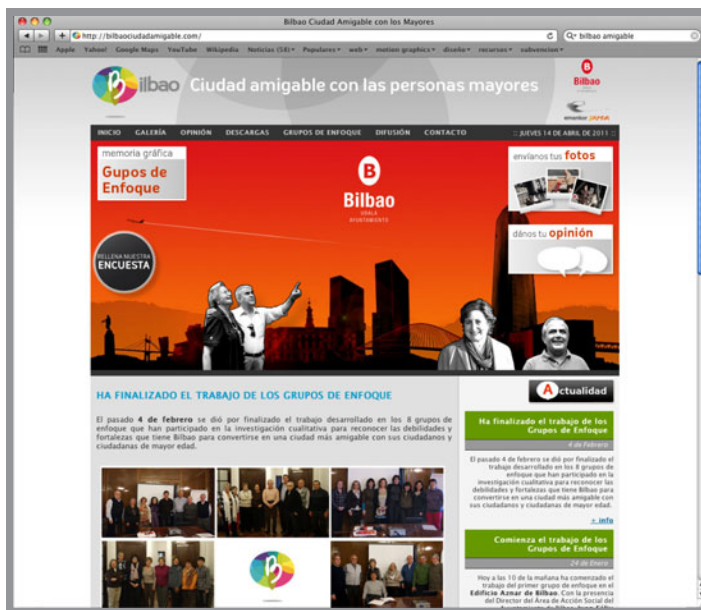 Bilbao Ciudad Amigable con los Mayores
http://bilbaociudadamigable.com/
bilbao amigable
Apple Yahoo! Google Maps YouTube Wikipedia Noticias (58) Populares web motion graphics diseño recursos subvencion
Bilbao Ciudad amigable con las personas mayores
Bilbao
INICIO GALERÍA OPINIÓN DESCARGAS GRUPOS DE ENFOQUE DIFUSIÓN CONTACTO :: JUEVES 14 DE ABRIL DE 2011 ::
memoria gráfica
Gupos de
Enfoque
B
Bilbao
UDALA
AYUNTAMIENTO
envíanos tus fotos
dános tu opinión
RELLENA NUESTRA
ENCUESTA
HA FINALIZADO EL TRABAJO DE LOS GRUPOS DE ENFOQUE
El pasado 4 de febrero se dió por finalizado el trabajo desarrollado en los 8 grupos de
enfoque que han participado en la investigación cualitativa para reconocer las debilidades y
fortalezas que tiene Bilbao para convertirse en una ciudad más amigable con sus ciudadanos y
ciudadanas de mayor edad.
Actualidad
Ha finalizado el trabajo de los
Grupos de Enfoque
4 de Febrero
El pasado 4 de febrero se dió por finalizado el
trabajo desarrollado en los 8 grupos de
enfoque que han participado en la
investigación cualitativa para reconocer las
debilidades y fortalezas que tiene Bilbao para
convertirse en una ciudad más amigable con
sus ciudadanos y ciudadanas de mayor edad.
+ info
Comienza el trabajo de los
Grupos de Enfoque
24 de Enero
Hoy a las 10 de la mañana ha comenzado el
trabajo del primer grupo de enfoque en el
Edificio Aznar de Bilbao. Con la presencia
del Director del Área de Acción Social del